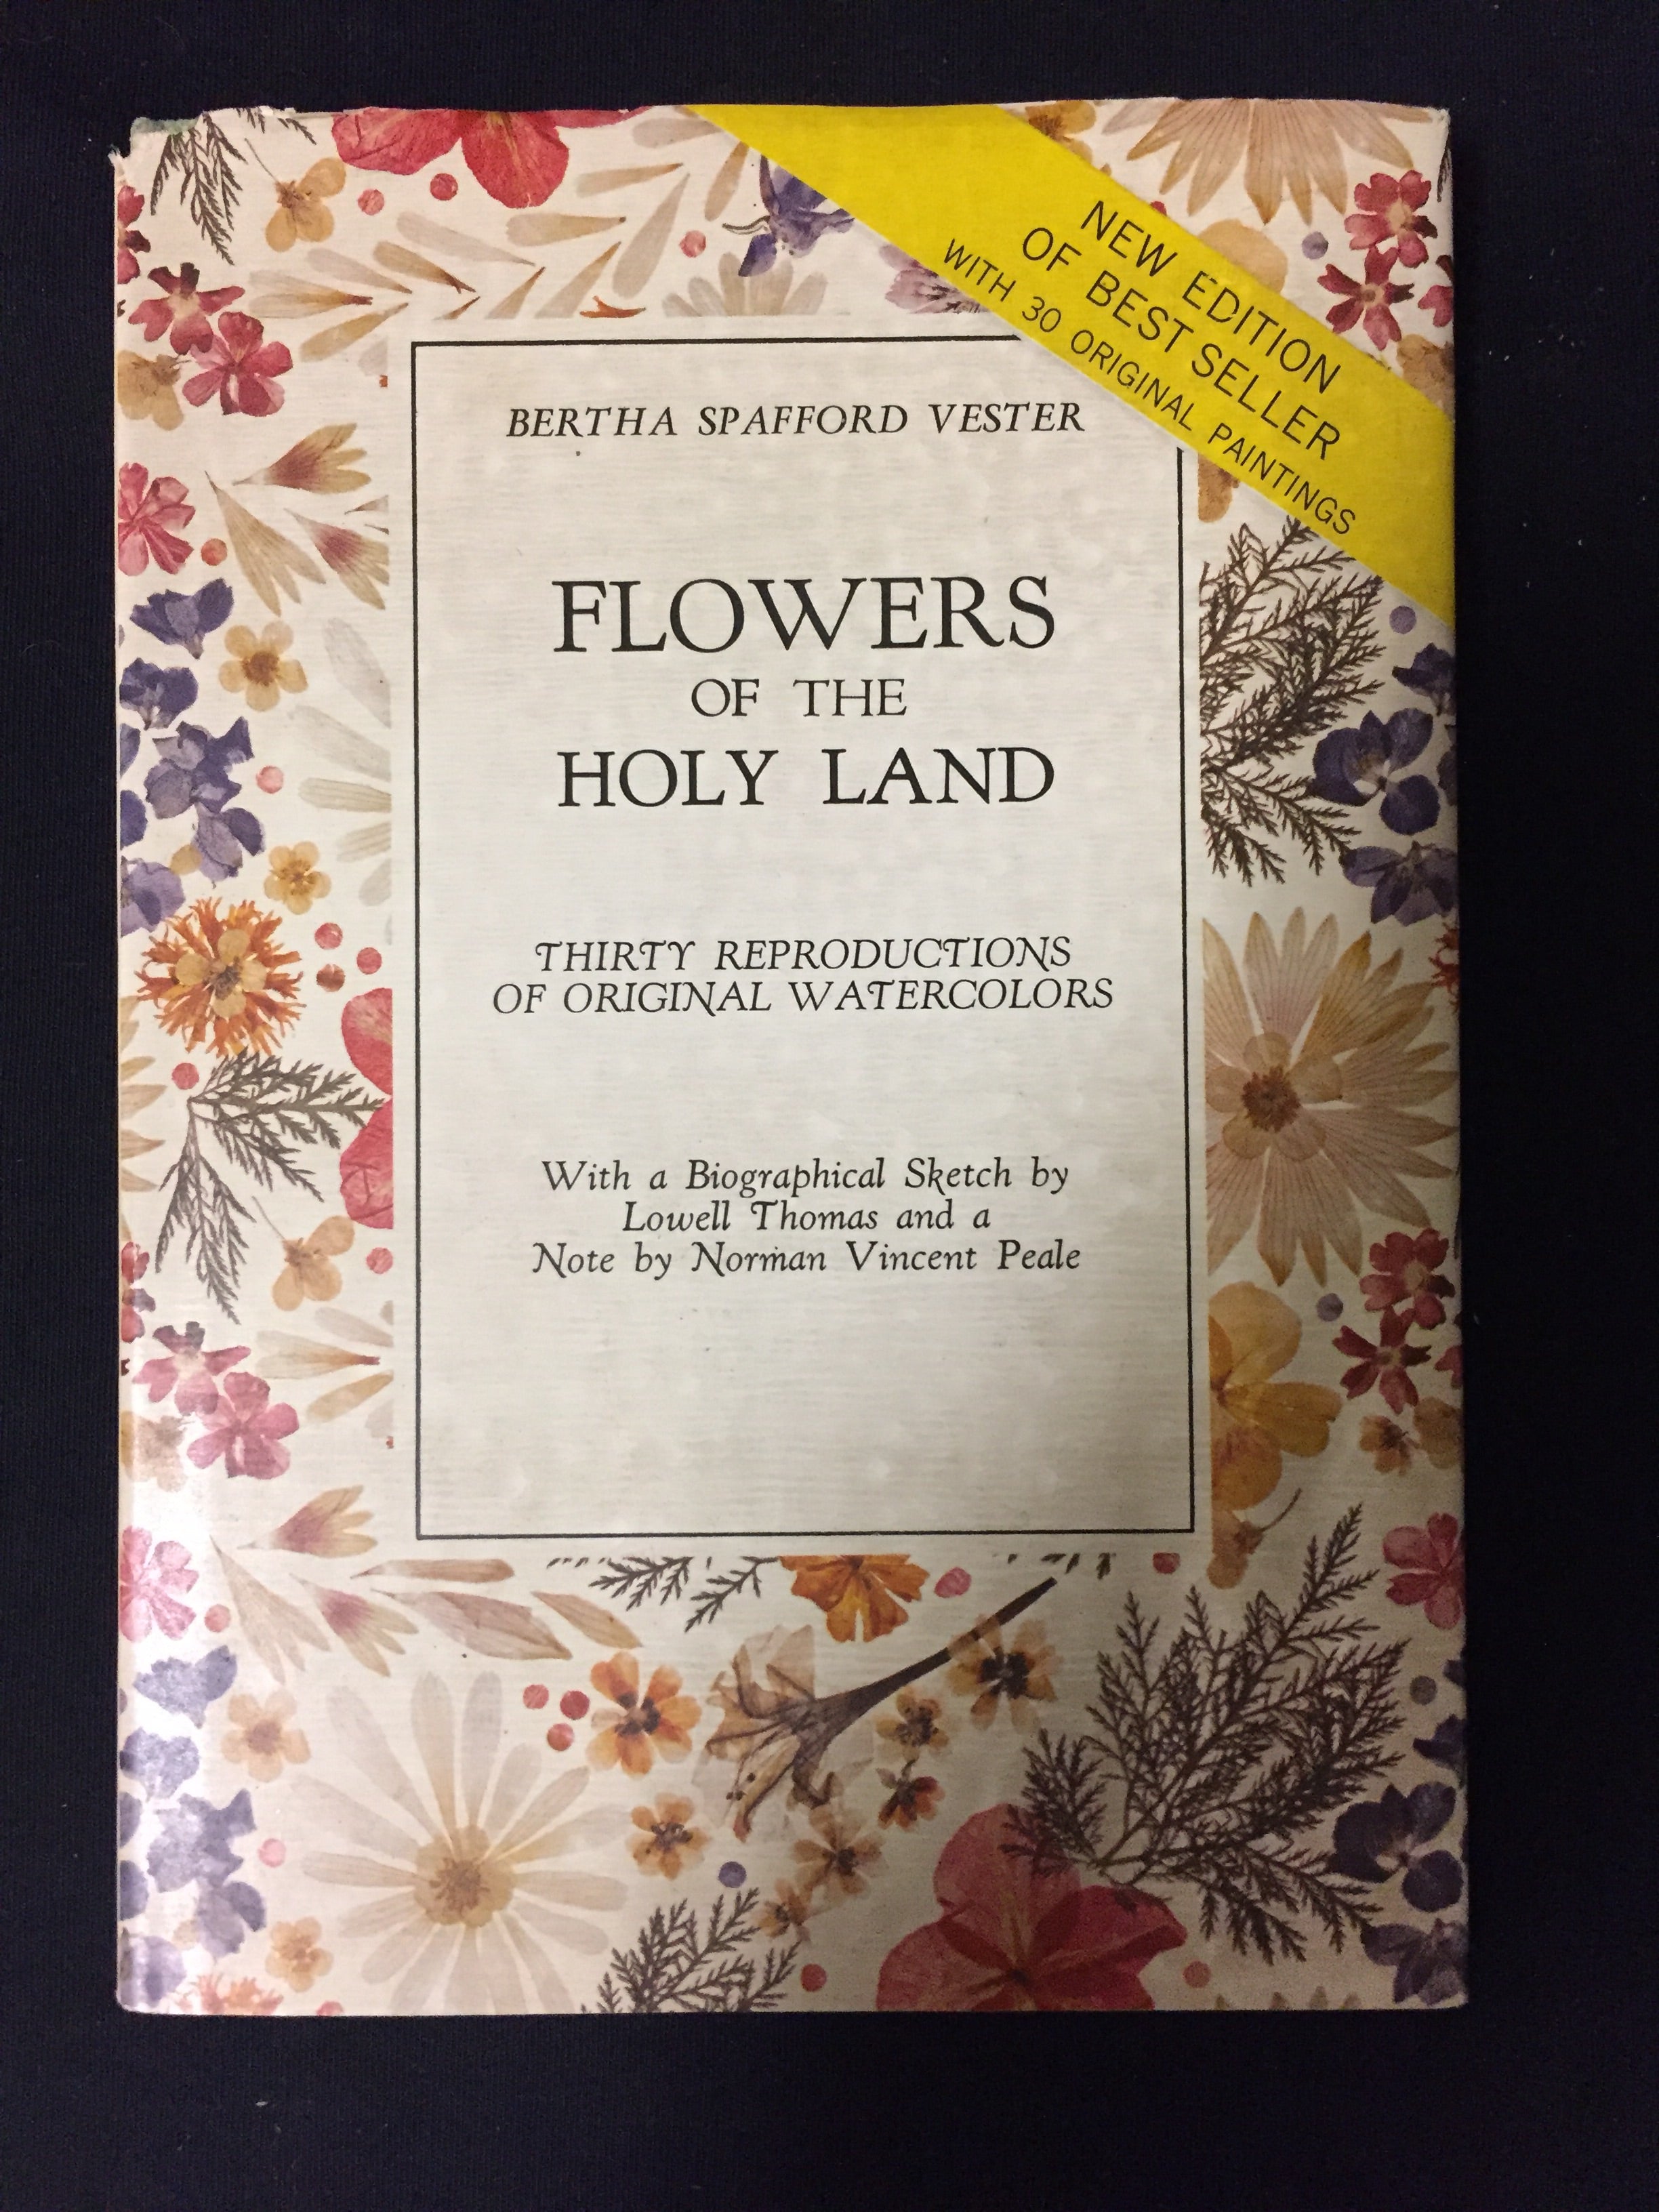 NEW EDITION
OF BEST SELLER
WITH 30 ORIGINAL PAINTINGS
BERTHA SPAFFORD VESTER
FLOWERS
OF THE
HOLY LAND
THIRTY REPRODUCTIONS
OF ORIGINAL WATERCOLORS
With a Biographical Sketch by
Lowell Thomas and a
Note by Norman Vincent Peale